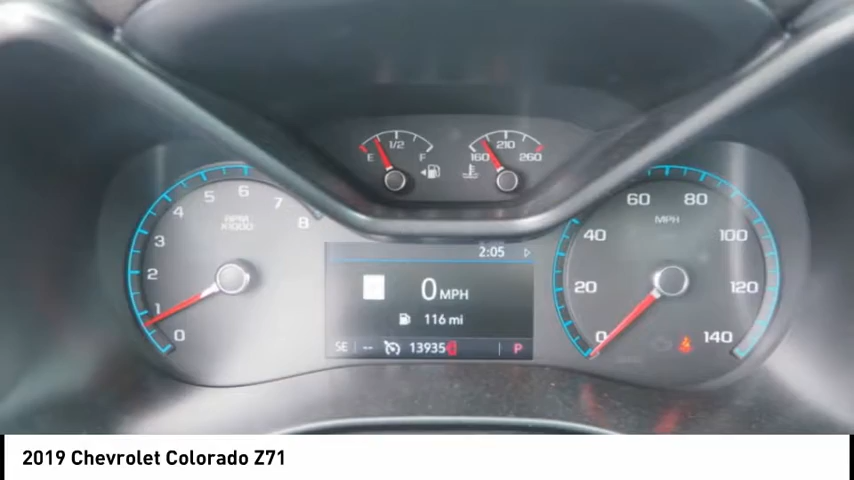 1/2
E F
210
160 260
RPM
X1000
0 1 2 3 4 5 6 7 8
2:05
0 MPH
116 mi
SE -- 13935 P
MPH
0 20 40 60 80 100 120 140
2019 Chevrolet Colorado Z71